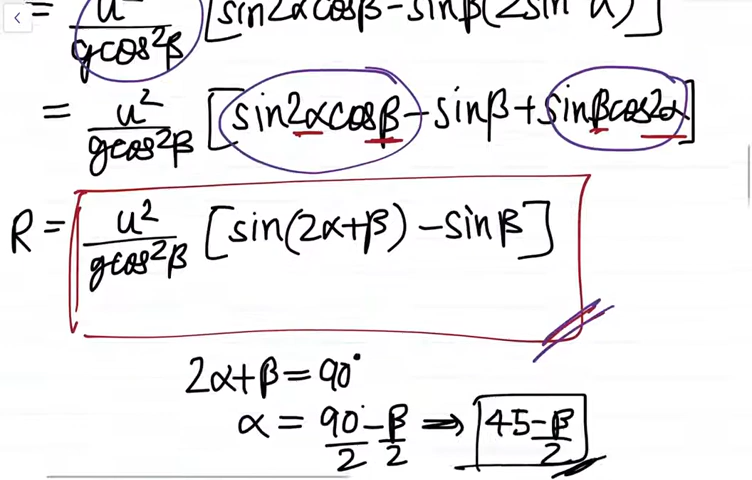 = u²/gcos²β [sin2αcosβ - sinβ(2sin²α)]
= u²/gcos²β [sin2αcosβ - sinβ + sinβcos2α]
R = u²/gcos²β [sin(2α+β) - sinβ]
2α+β = 90°
α = 90/2 - β/2 ⇒ 45 - β/2